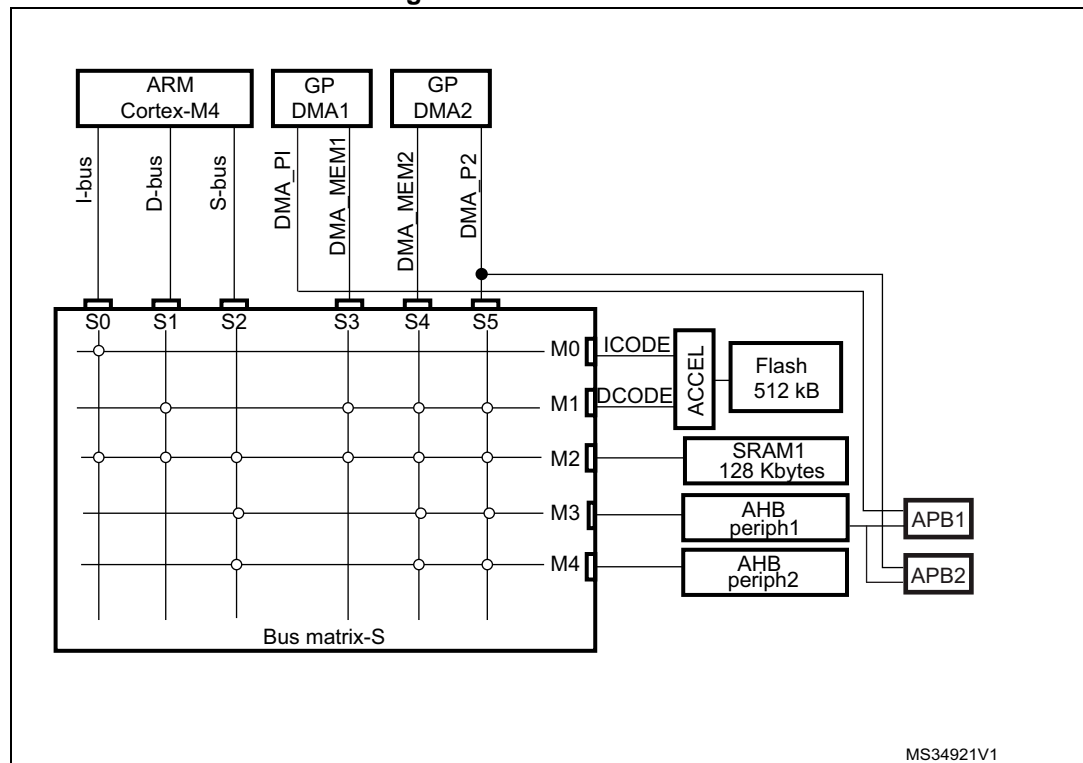 ARM
Cortex-M4
GP
DMA1
GP
DMA2
I-bus
D-bus
S-bus
DMA_PI
DMA_MEM1
DMA_MEM2
DMA_P2
S0 S1 S2 S3 S4 S5
M0
ICODE
M1
DCODE
ACCEL
Flash
512 kB
M2
SRAM1
128 Kbytes
M3
AHB
periph1
APB1
M4
AHB
periph2
APB2
Bus matrix-S
MS34921V1